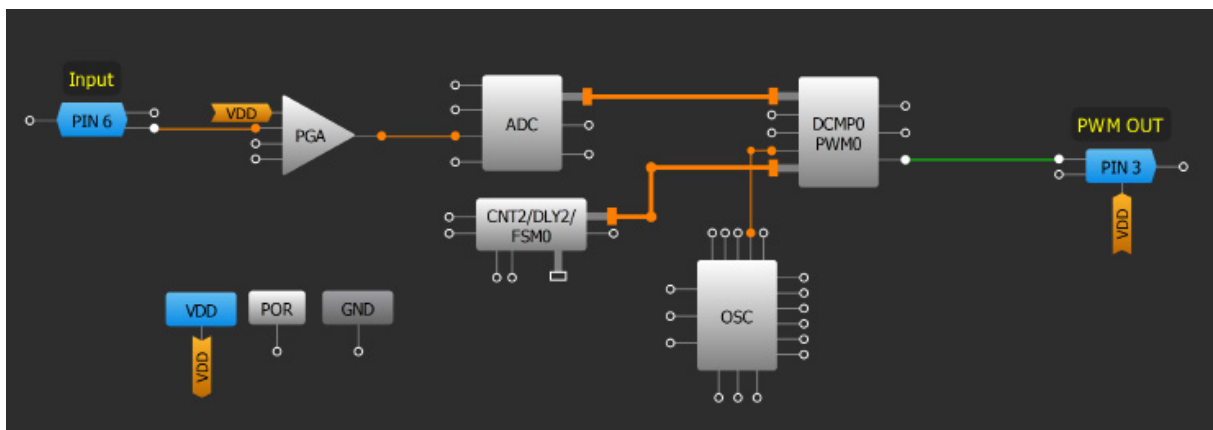 Input
PIN 6
VDD
PGA
ADC
DCMP0
PWM0
PWM OUT
PIN 3
VDD
CNT2/DLY2/
FSM0
OSC
VDD
POR
GND
VDD